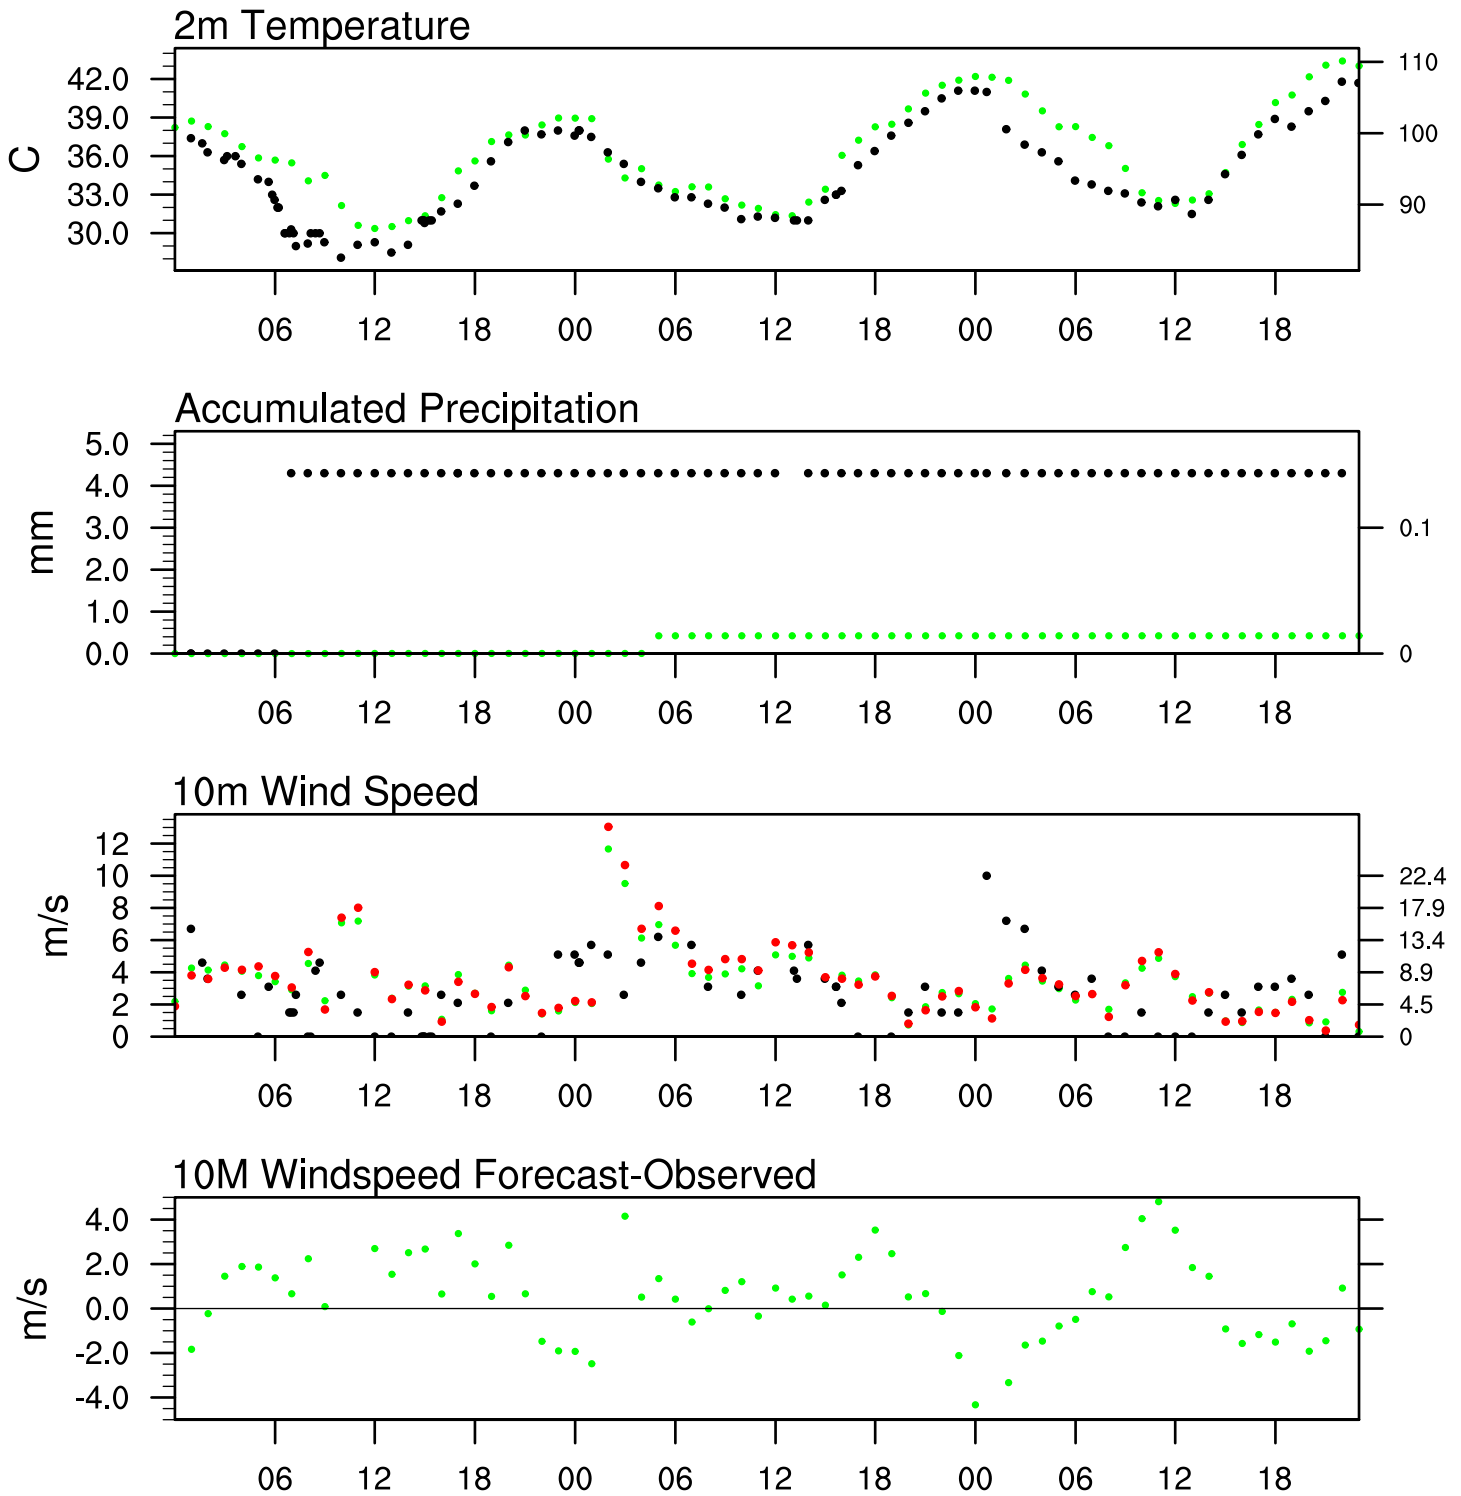 2m Temperature
42.0
39.0
36.0
33.0
30.0
C
110
100
90
06 12 18 00 06 12 18 00 06 12 18
Accumulated Precipitation
5.0
4.0
3.0
2.0
1.0
0.0
mm
0.1
0
06 12 18 00 06 12 18 00 06 12 18
10m Wind Speed
12
10
8
6
4
2
0
m/s
22.4
17.9
13.4
8.9
4.5
0
06 12 18 00 06 12 18 00 06 12 18
10M Windspeed Forecast-Observed
4.0
2.0
0.0
-2.0
-4.0
m/s
06 12 18 00 06 12 18 00 06 12 18